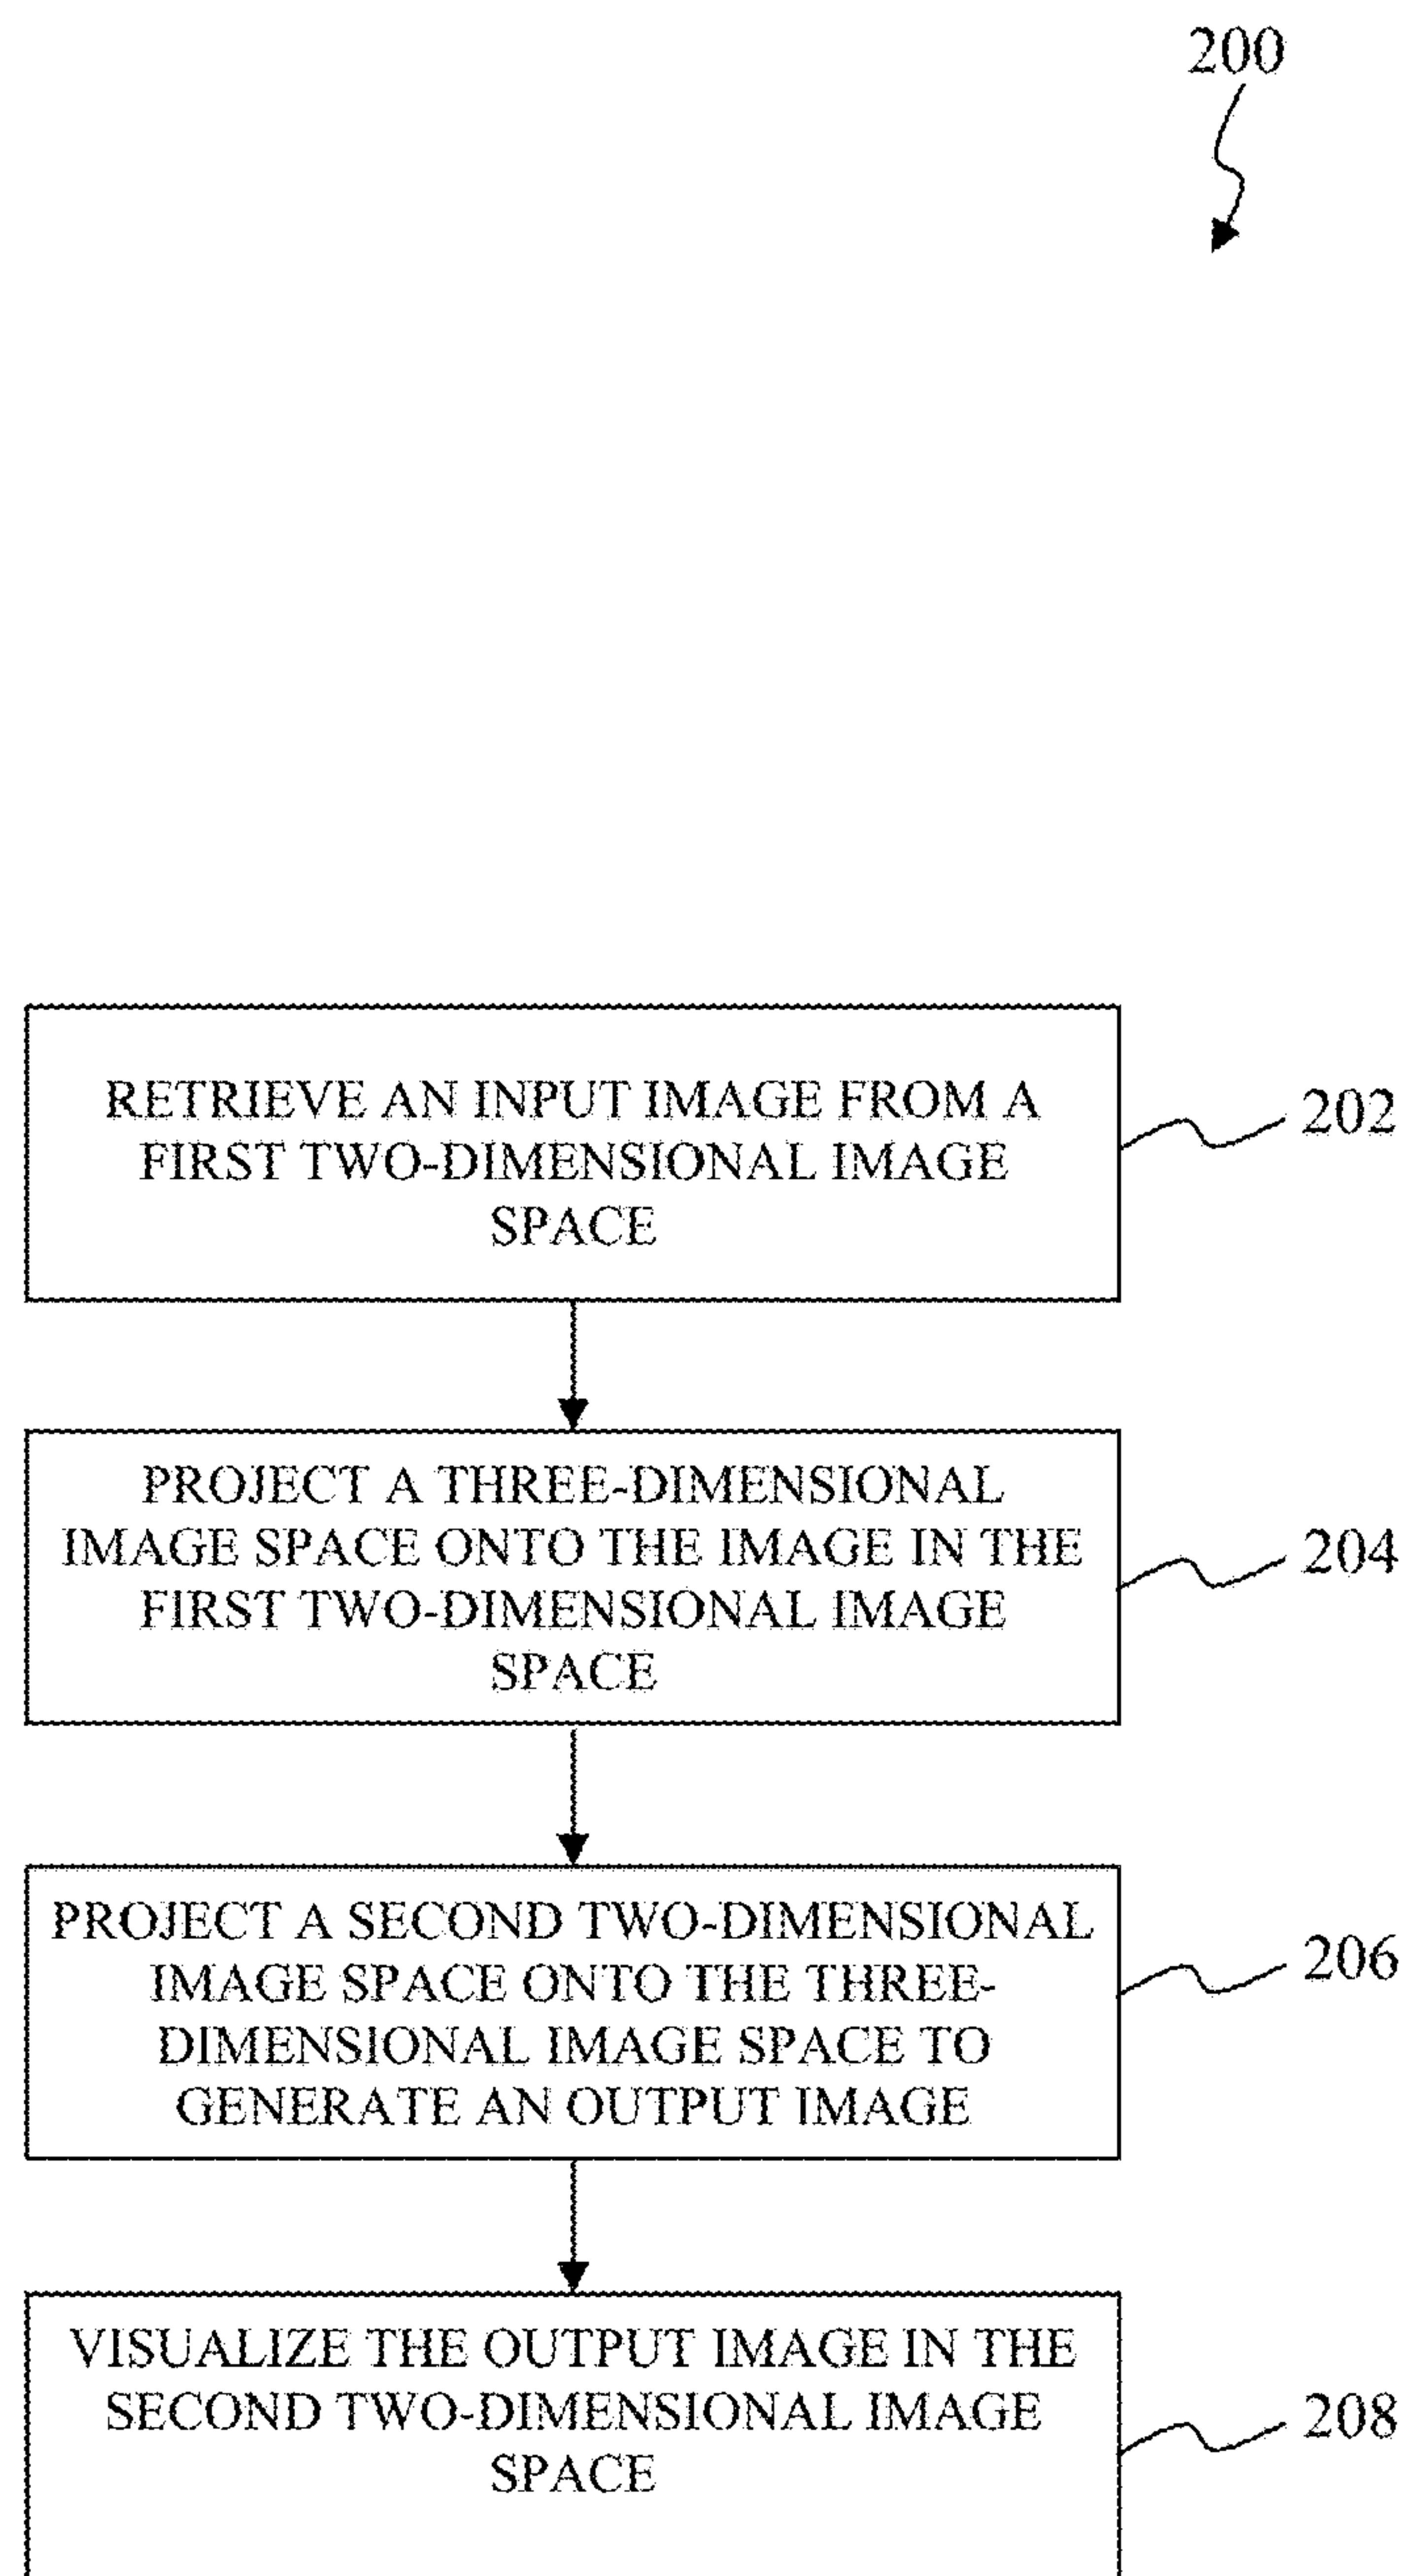 200
RETRIEVE AN INPUT IMAGE FROM A
FIRST TWO-DIMENSIONAL IMAGE
SPACE
202
PROJECT A THREE-DIMENSIONAL
IMAGE SPACE ONTO THE IMAGE IN THE
FIRST TWO-DIMENSIONAL IMAGE
SPACE
204
PROJECT A SECOND TWO-DIMENSIONAL
IMAGE SPACE ONTO THE THREE-
DIMENSIONAL IMAGE SPACE TO
GENERATE AN OUTPUT IMAGE
206
VISUALIZE THE OUTPUT IMAGE IN THE
SECOND TWO-DIMENSIONAL IMAGE
SPACE
208